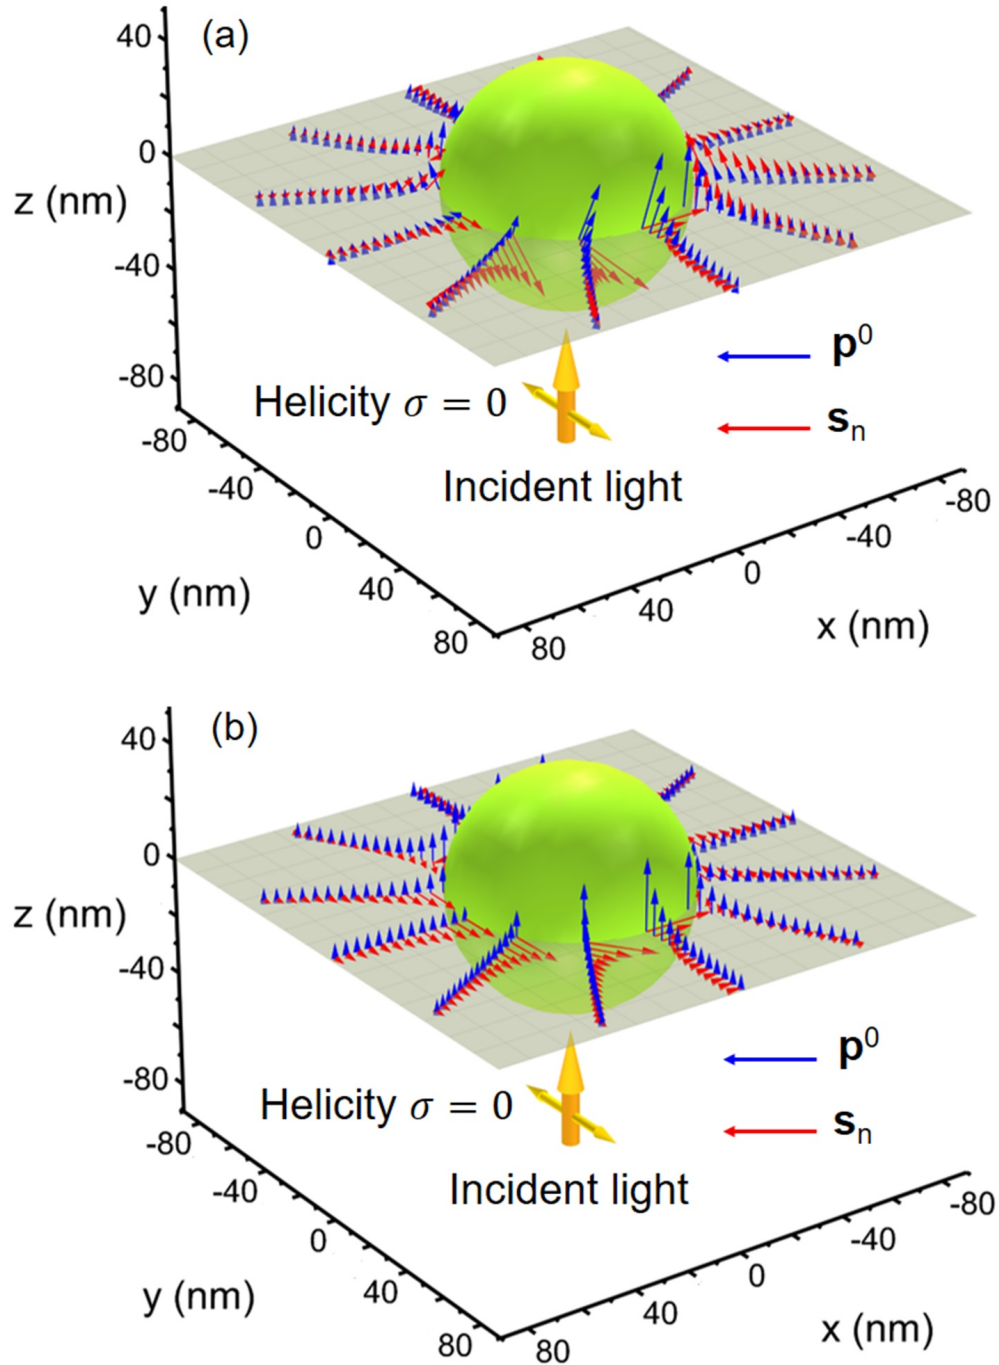 (a)
40
0
z (nm)
-40
-80
p⁰
sₙ
Helicity σ = 0
Incident light
-80
-40
0
y (nm)
40
80
-80
-40
0
40
x (nm)
80
(b)
40
0
z (nm)
-40
-80
p⁰
sₙ
Helicity σ = 0
Incident light
-80
-40
0
y (nm)
40
80
-80
-40
0
40
x (nm)
80